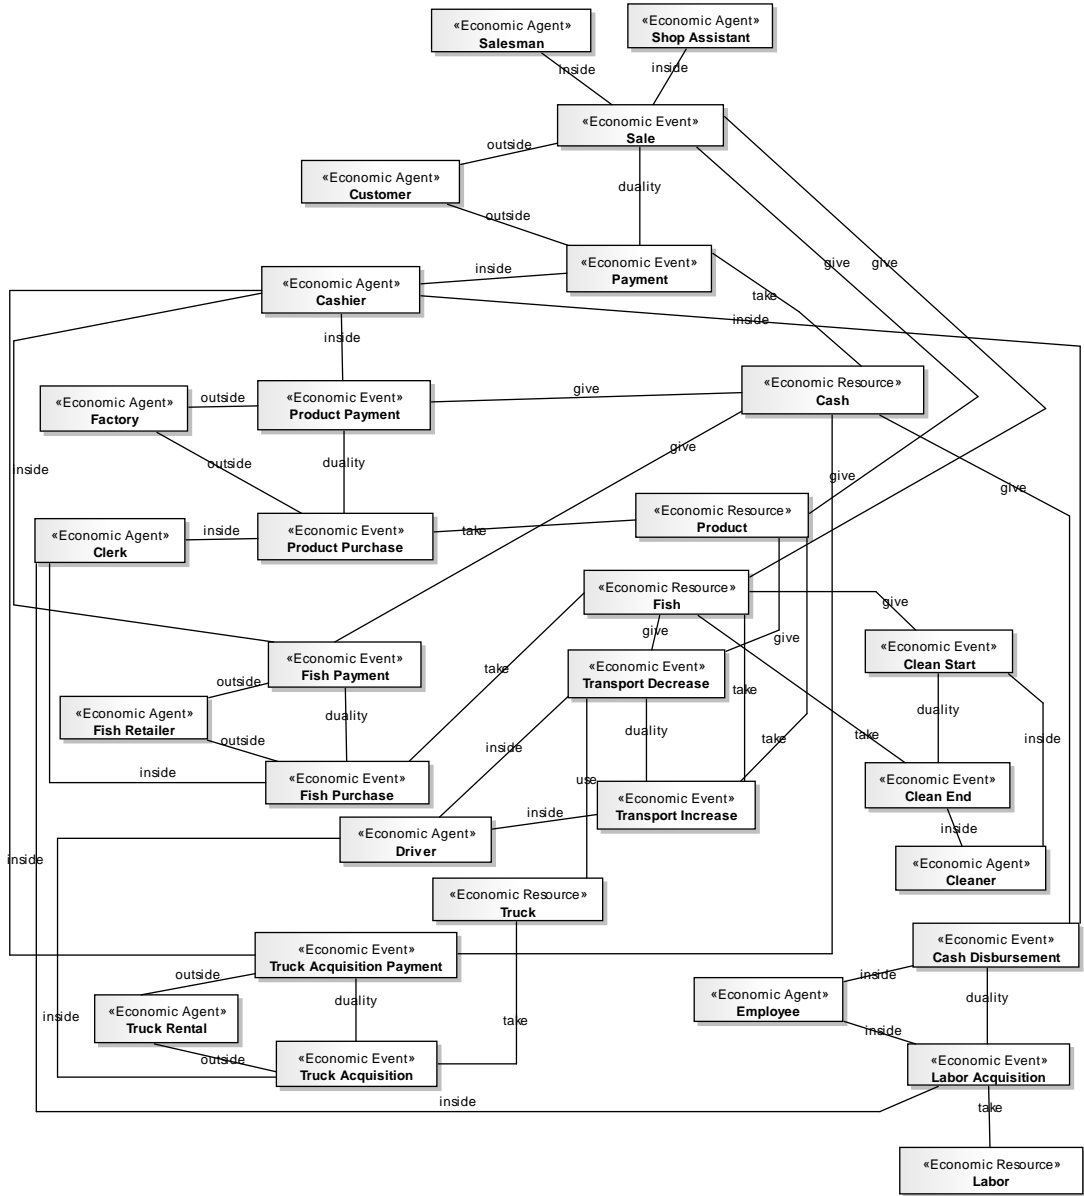 «Economic Agent»
Salesman
«Economic Agent»
Shop Assistant
inside
inside
«Economic Event»
Sale
outside
«Economic Agent»
Customer
duality
outside
«Economic Event»
Payment
inside
give
give
«Economic Agent»
Cashier
take
inside
inside
«Economic Resource»
Cash
«Economic Agent»
Factory
outside
«Economic Event»
Product Payment
give
give
outside
duality
inside
give
give
«Economic Resource»
Product
«Economic Agent»
Clerk
inside
«Economic Event»
Product Purchase
take
«Economic Resource»
Fish
give
give
give
«Economic Event»
Clean Start
«Economic Event»
Fish Payment
take
«Economic Event»
Transport Decrease
outside
take
«Economic Agent»
Fish Retailer
duality
duality
duality
outside
inside
take
take
inside
inside
«Economic Event»
Fish Purchase
use
«Economic Event»
Transport Increase
«Economic Event»
Clean End
inside
inside
«Economic Agent»
Driver
inside
«Economic Agent»
Cleaner
«Economic Resource»
Truck
«Economic Event»
Truck Acquisition Payment
«Economic Event»
Cash Disbursement
outside
inside
«Economic Agent»
Truck Rental
duality
«Economic Agent»
Employee
duality
inside
take
inside
outside
«Economic Event»
Truck Acquisition
«Economic Event»
Labor Acquisition
inside
take
«Economic Resource»
Labor